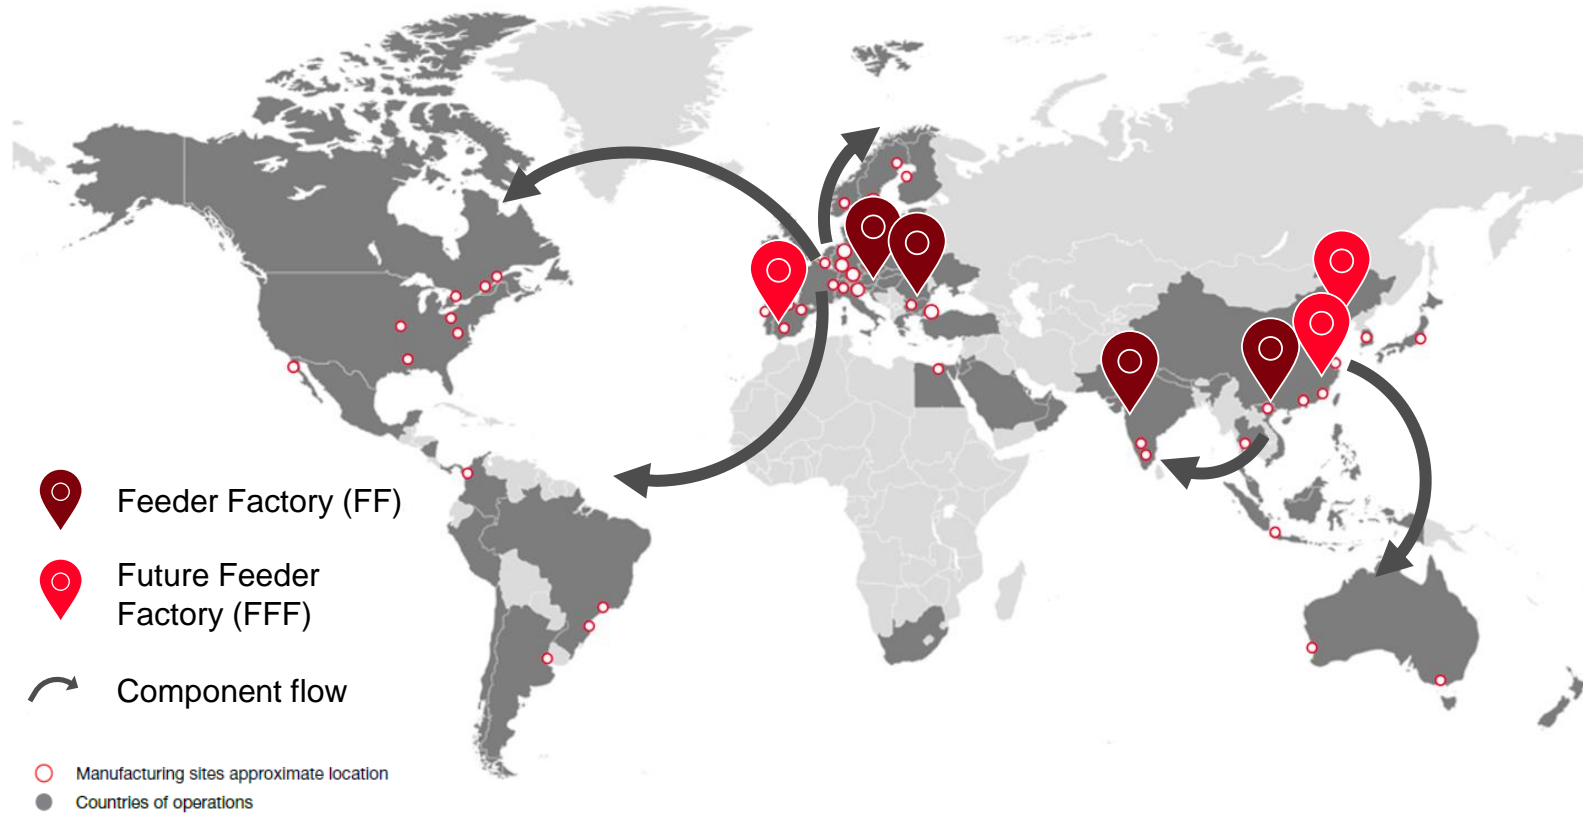 Feeder Factory (FF)
Future Feeder
Factory (FFF)
Component flow
Manufacturing sites approximate location
Countries of operations